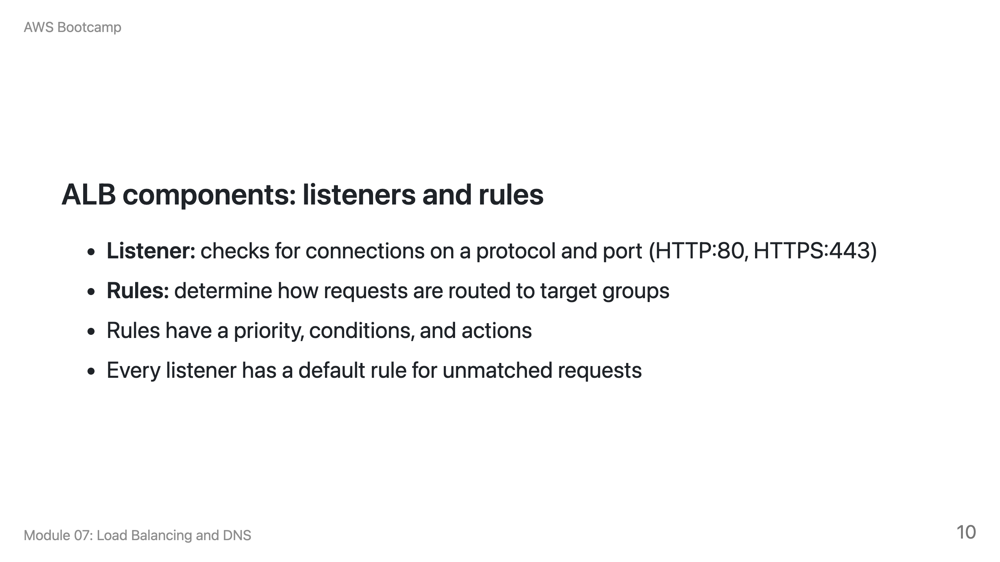 AWS Bootcamp
ALB components: listeners and rules
• Listener: checks for connections on a protocol and port (HTTP:80, HTTPS:443)
• Rules: determine how requests are routed to target groups
• Rules have a priority, conditions, and actions
• Every listener has a default rule for unmatched requests
Module 07: Load Balancing and DNS
10